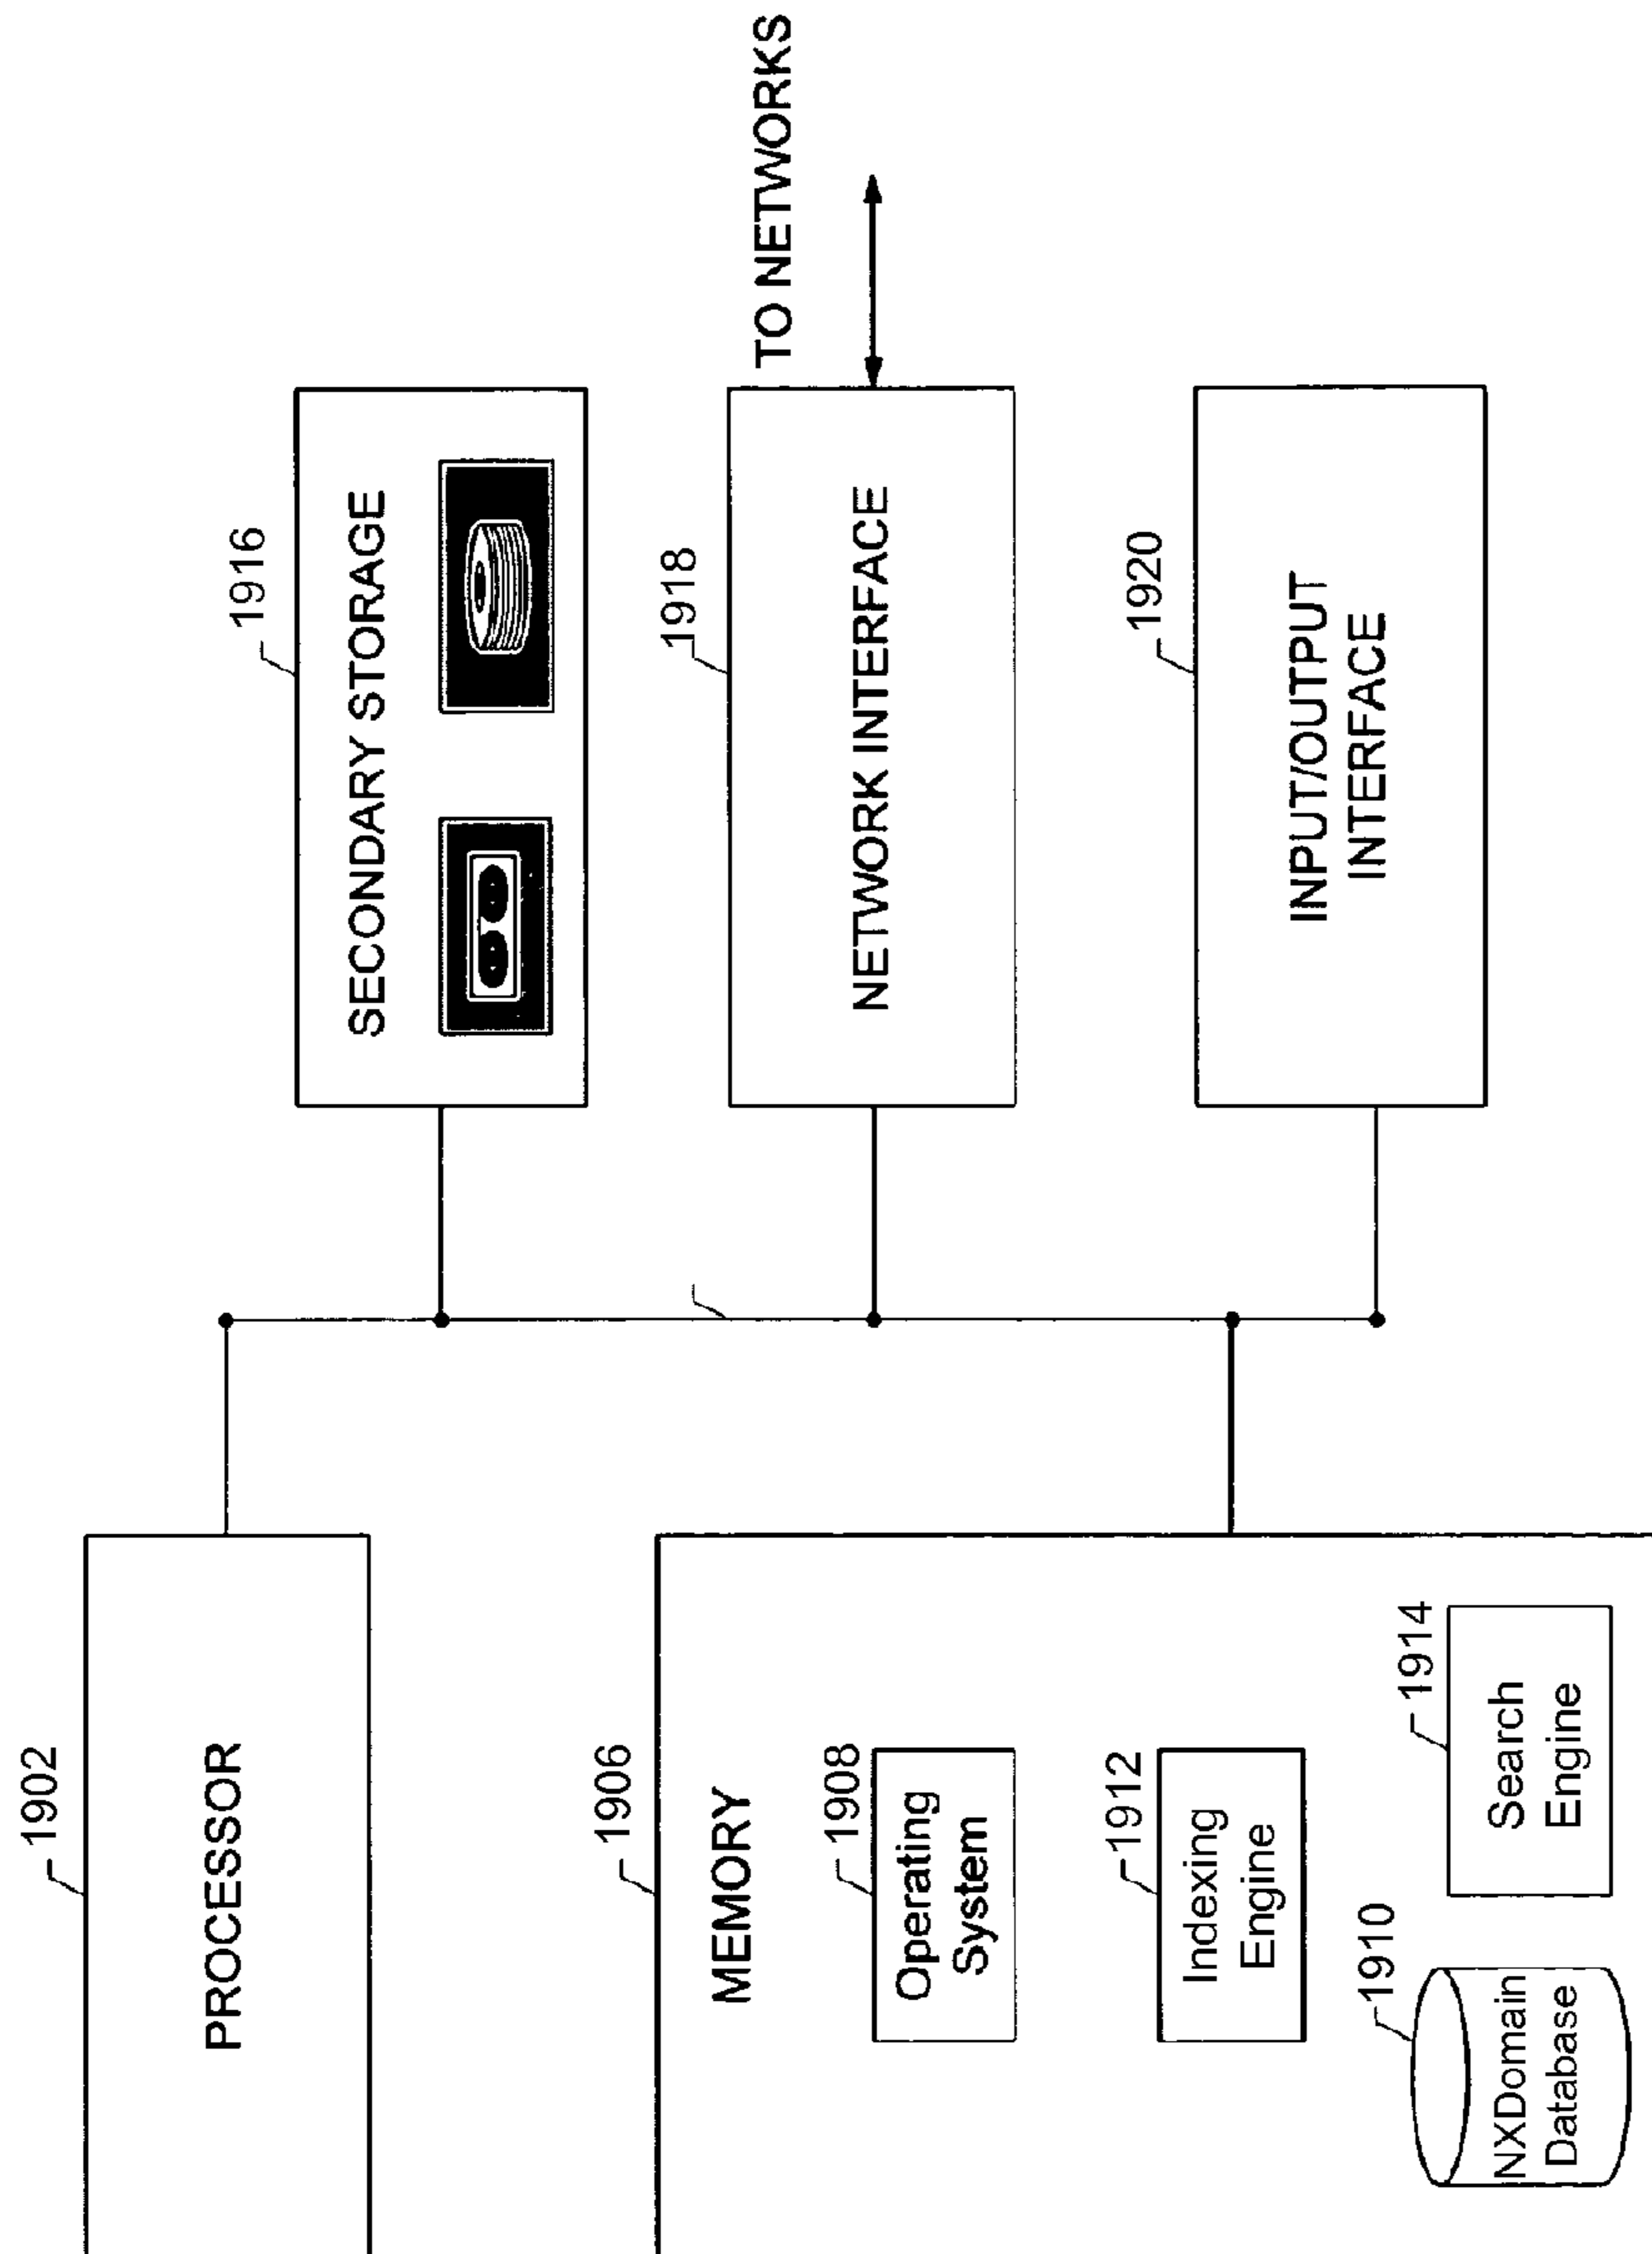 1902
PROCESSOR
1906
MEMORY
1908
Operating
System
1912
Indexing
Engine
1910
NXDomain
Database
1914
Search
Engine
1916
SECONDARY STORAGE
1918
NETWORK INTERFACE
TO NETWORKS
1920
INPUT/OUTPUT
INTERFACE